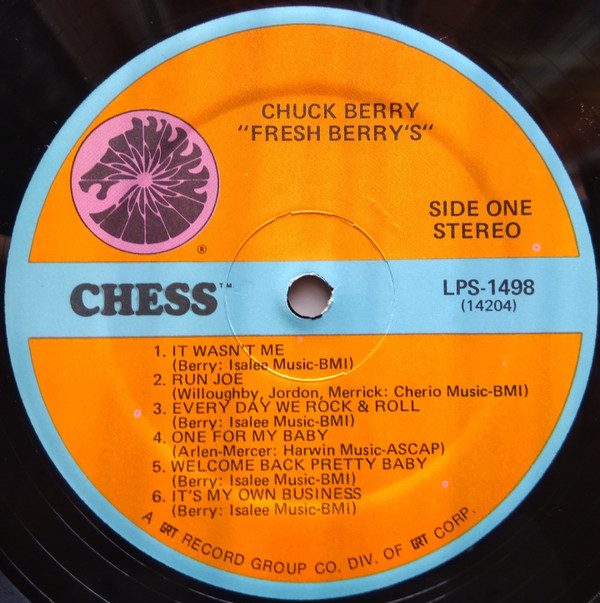 CHUCK BERRY
"FRESH BERRY'S"
SIDE ONE
STEREO
®
CHESS™
LPS-1498
(14204)
1. IT WASN'T ME
(Berry: Isalee Music-BMI)
2. RUN JOE
(Willoughby, Jordon, Merrick: Cherio Music-BMI)
3. EVERY DAY WE ROCK & ROLL
(Berry: Isalee Music-BMI)
4. ONE FOR MY BABY
(Arlen-Mercer: Harwin Music-ASCAP)
5. WELCOME BACK PRETTY BABY
(Berry: Isalee Music-BMI)
6. IT'S MY OWN BUSINESS
(Berry: Isalee Music-BMI)
A GRT RECORD GROUP CO. DIV. OF GRT CORP.